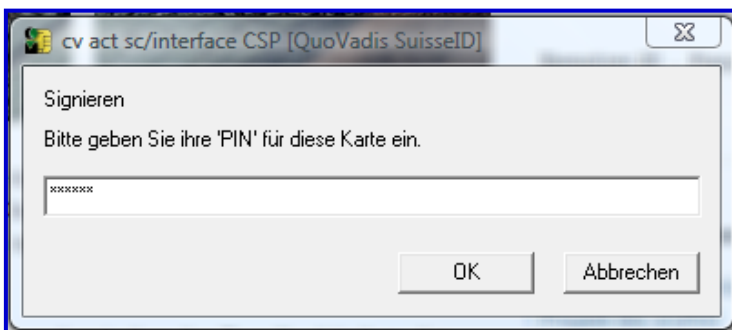 cv act sc/interface CSP [QuoVadis SuisseID]
Signieren
Bitte geben Sie ihre 'PIN' für diese Karte ein.
xxxxxx
OK
Abbrechen